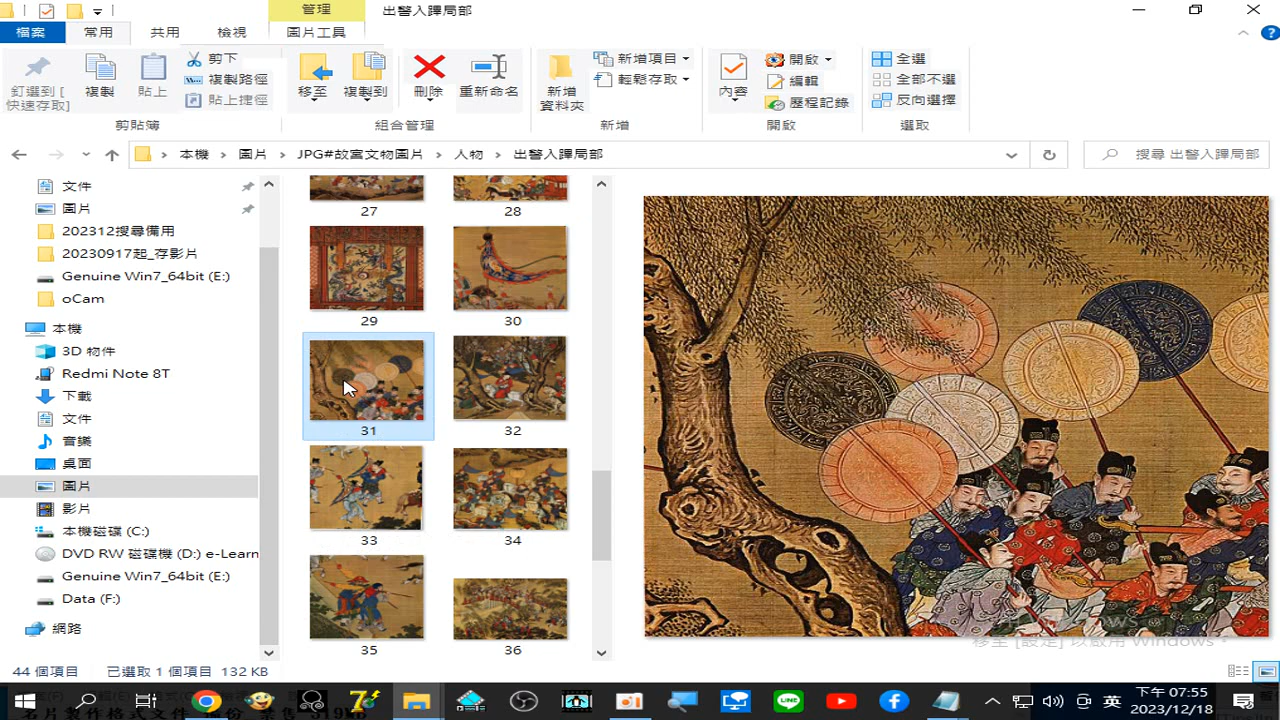 管理
出警入蹕局部
檔案
常用
共用
檢視
圖片工具
釘選到 [快速存取]
複製
貼上
剪下
複製路徑
貼上捷徑
剪貼簿
移至
複製到
刪除
重新命名
組合管理
新增
資料夾
新增項目
輕鬆存取
新增
內容
開啟
編輯
歷程記錄
開啟
全選
全部不選
反向選擇
選取
本機 › 圖片 › JPG#故宮文物圖片 › 人物 › 出警入蹕局部
搜尋 出警入蹕局部
文件
圖片
202312搜尋備用
20230917起_存影片
Genuine Win7_64bit (E:)
oCam
本機
3D 物件
Redmi Note 8T
下載
文件
音樂
桌面
圖片
影片
本機磁碟 (C:)
DVD RW 磁碟機 (D:) e-Learn
Genuine Win7_64bit (E:)
Data (F:)
網路
27
28
29
30
31
32
33
34
35
36
移至 [設定] 以啟用 Windows。
44 個項目
已選取 1 個項目 132 KB
英
下午 07:55
2023/12/18